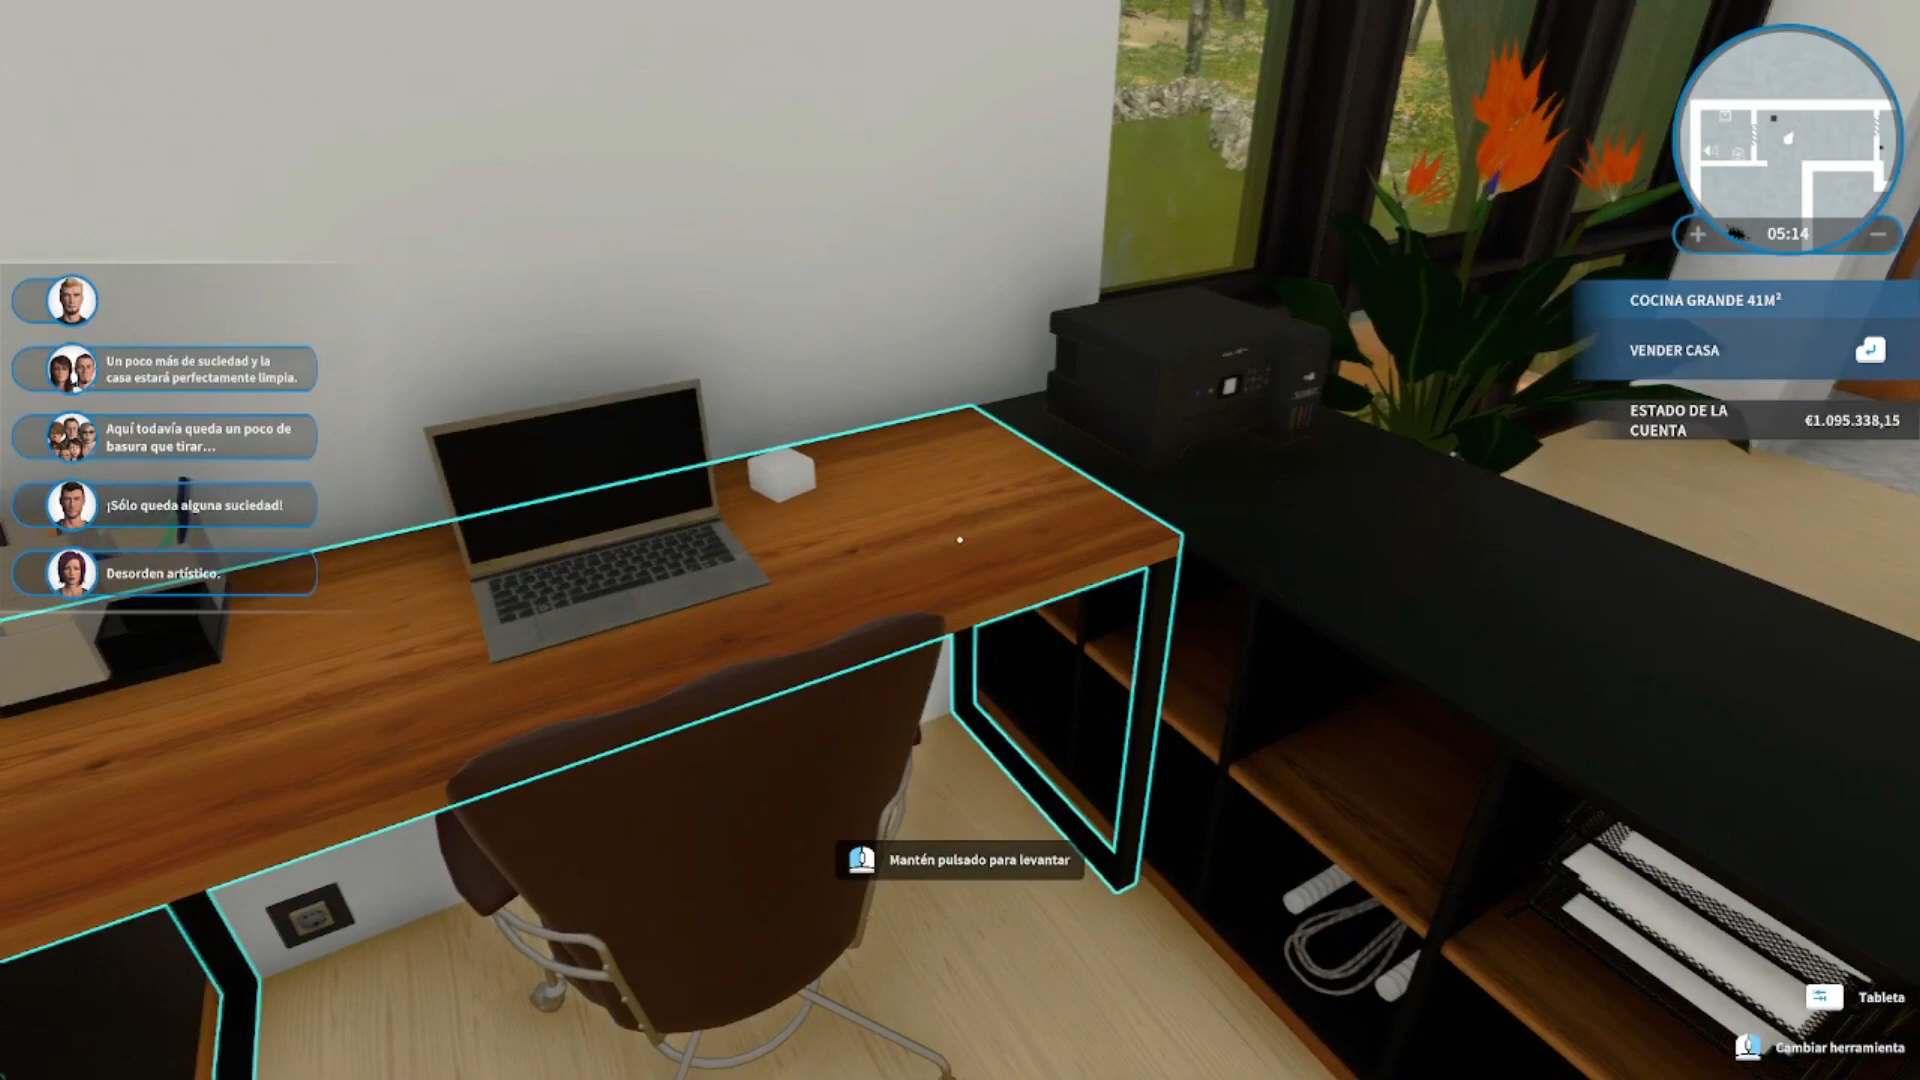 05:14
COCINA GRANDE 41M²
VENDER CASA
ESTADO DE LA
CUENTA
€1.095.338,15
Un poco más de suciedad y la
casa estará perfectamente limpia.
Aquí todavía queda un poco de
basura que tirar...
¡Sólo queda alguna suciedad!
Desorden artístico.
Mantén pulsado para levantar
Tableta
Cambiar herramienta